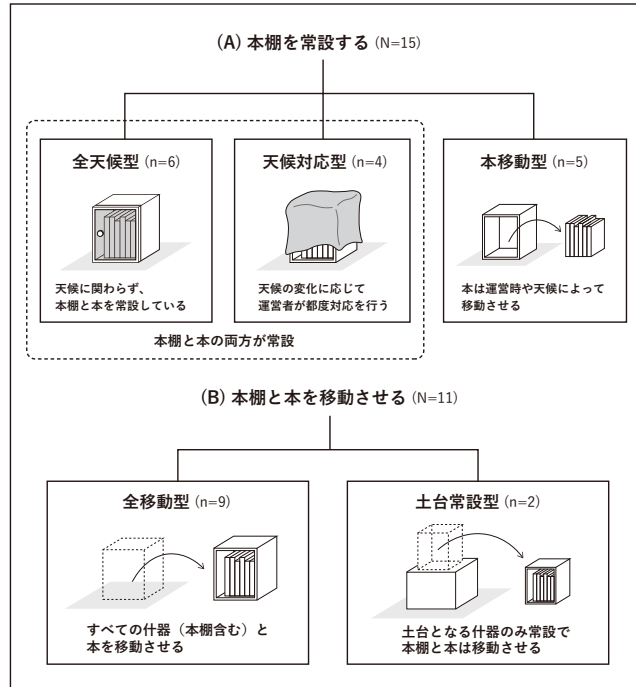 (A) 本棚を常設する (N=15)
全天候型 (n=6)
天候に関わらず、
本棚と本を常設している
天候対応型 (n=4)
天候の変化に応じて
運営者が都度対応を行う
本移動型 (n=5)
本は運営時や天候によって
移動させる
本棚と本の両方が常設
(B) 本棚と本を移動させる (N=11)
全移動型 (n=9)
すべての什器（本棚含む）と
本を移動させる
土台常設型 (n=2)
土台となる什器のみ常設で
本棚と本は移動させる